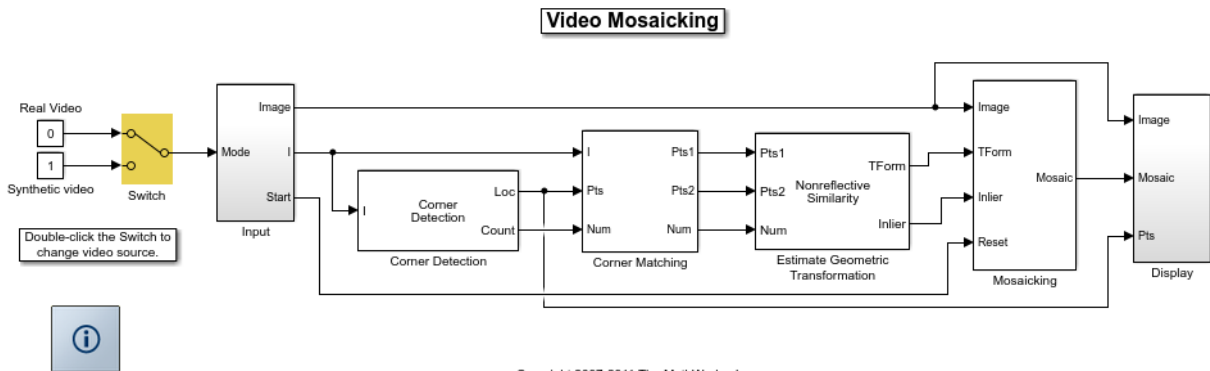 Video Mosaicking
Real Video
0
1
Synthetic video
Switch
Double-click the Switch to
change video source.
Mode
Image
I
Start
Input
I
Corner
Detection
Loc
Count
Corner Detection
I
Pts
Num
Pts1
Pts2
Num
Corner Matching
Pts1
Pts2
Num
Nonreflective
Similarity
TForm
Inlier
Estimate Geometric
Transformation
Image
TForm
Inlier
Reset
Mosaic
Mosaicking
Image
Mosaic
Pts
Display
i